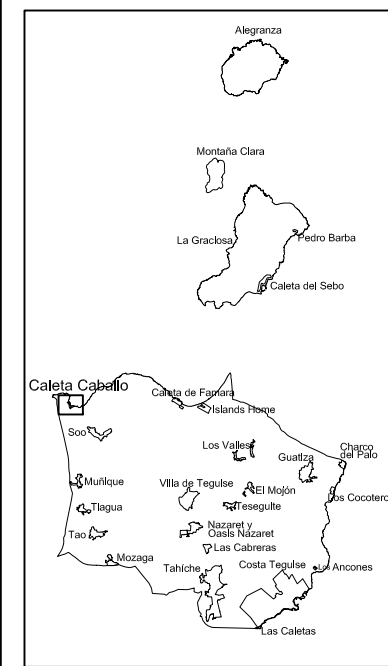 Alegranza
Montaña Clara
La Graciosa
Pedro Barba
Caleta del Sebo
Caleta Caballo
Caleta de Famara
Islands Home
Soo
Los Valles
Guatiza
Charco
del Palo
Muñique
Villa de Teguise
El Mojón
Los Cocoteros
Tiagua
Teseguite
Tao
Nazaret y
Oasis Nazaret
Las Cabreras
Mozaga
Tahíche
Costa Teguise
Los Ancones
Las Caletas